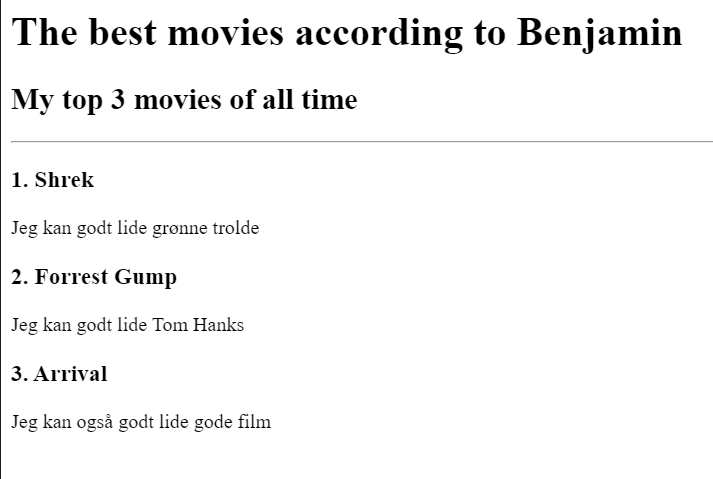 The best movies according to Benjamin
My top 3 movies of all time
1. Shrek
Jeg kan godt lide grønne trolde
2. Forrest Gump
Jeg kan godt lide Tom Hanks
3. Arrival
Jeg kan også godt lide gode film